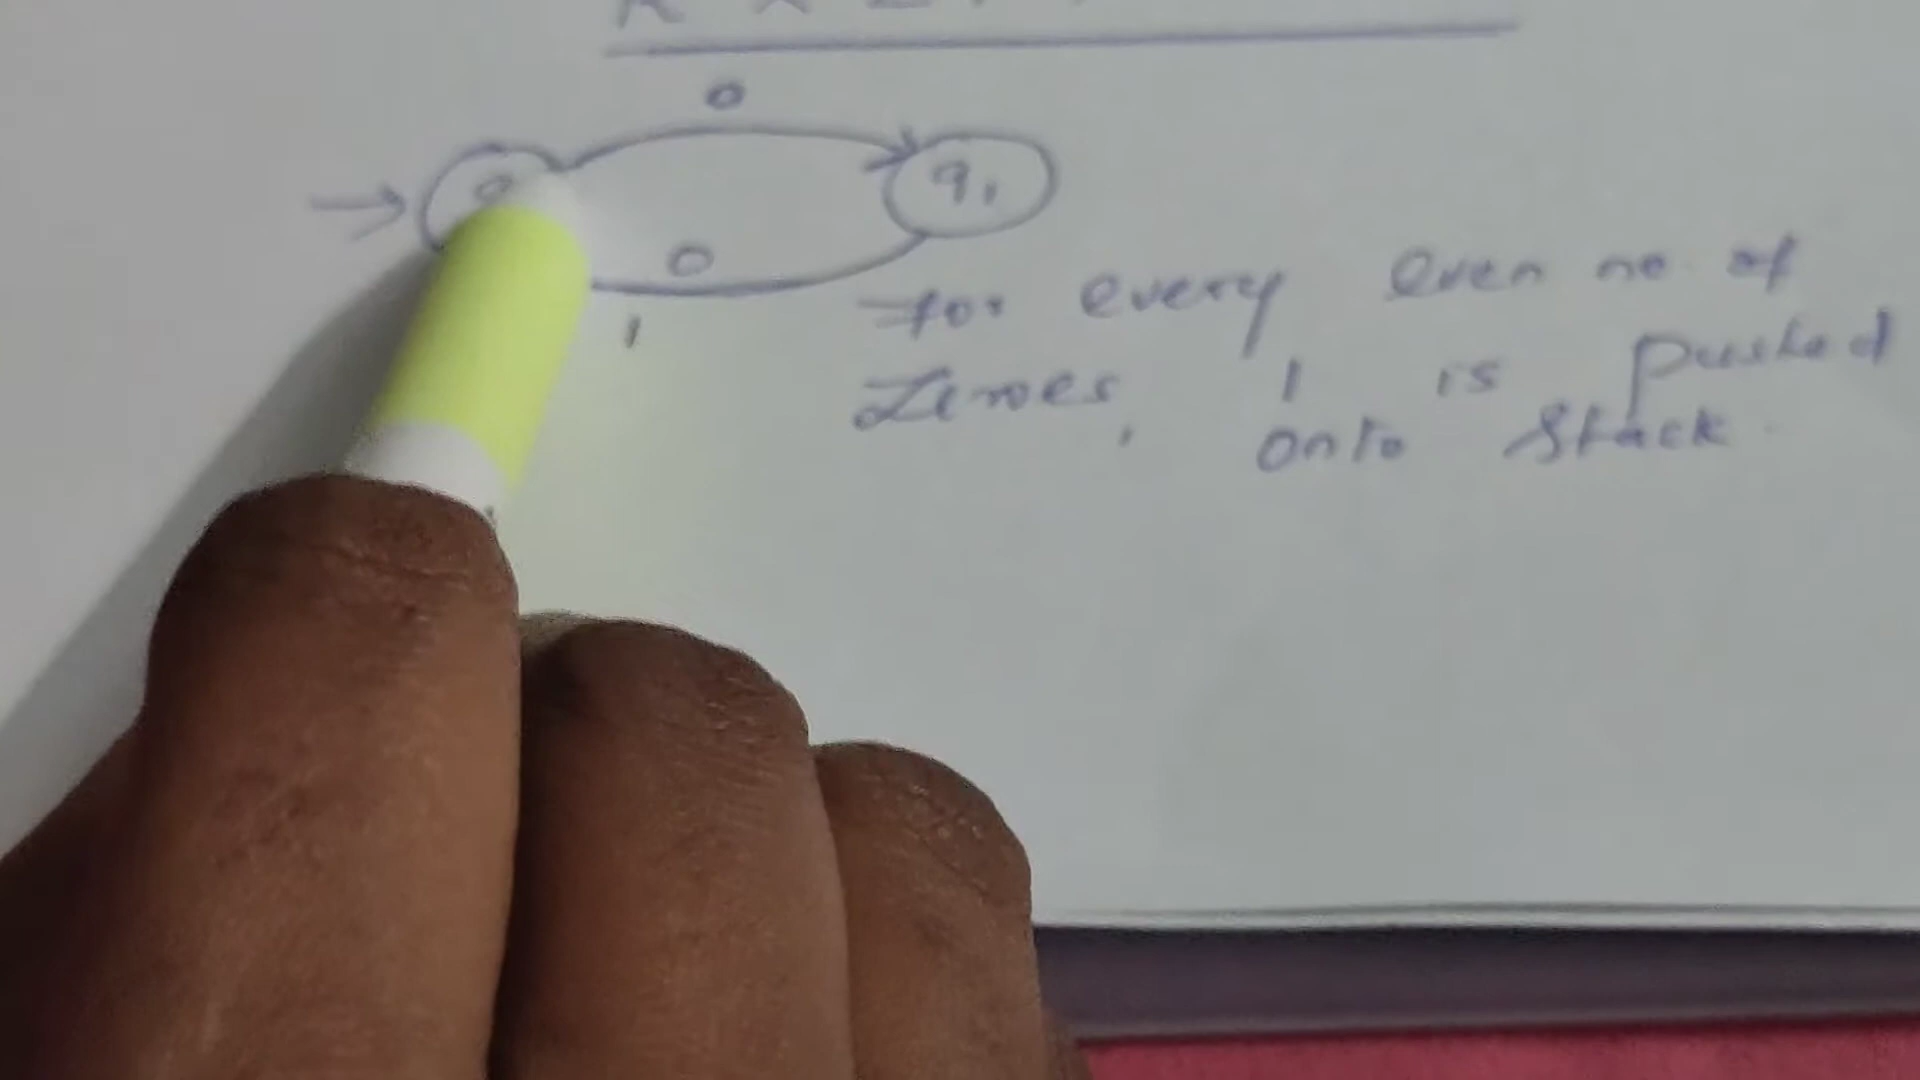 0
q1
0
for every even no of
Zeroes, 1 is pushed
onto stack.
1